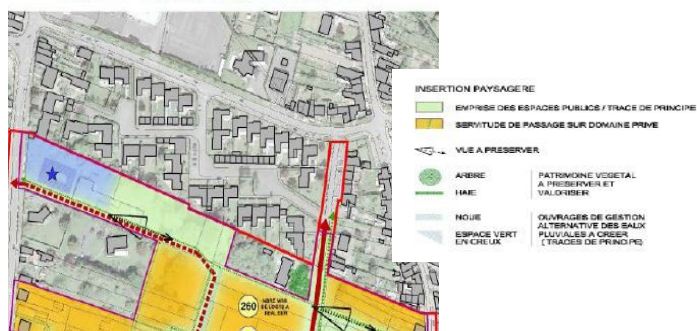 INSERTION PAYSAGERE
EMPRISE DES ESPACES PUBLICS / TRACE DE PRINCIPE
SERVITUDE DE PASSAGE SUR DOMAINE PRIVE
VUE A PRESERVER
ARBRE
HAIE
PATRIMOINE VEGETAL
A PRESERVER ET
VALORISER
NOUE
ESPACE VERT
EN CREUX
OUVRAGES DE GESTION
ALTERNATIVE DES EAUX
PLUVIALES A CREER
(TRACES DE PRINCIPE)
260
DE LOGTS A